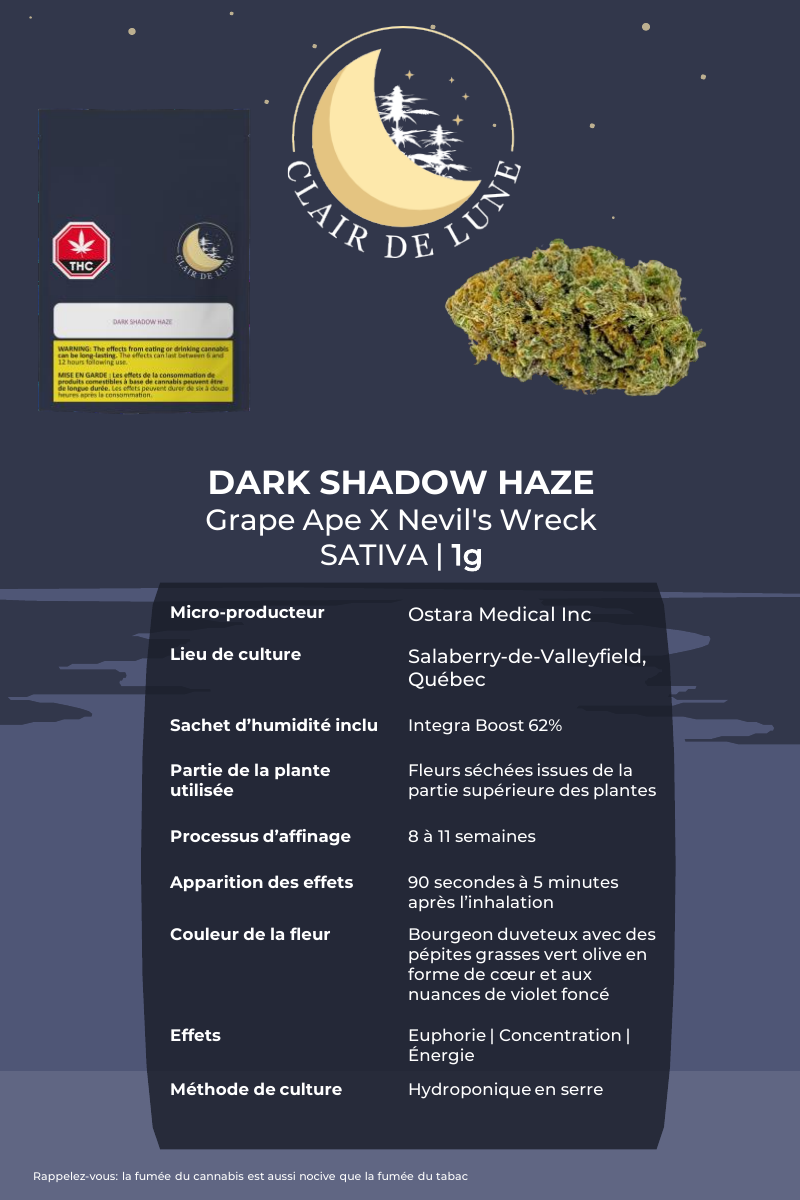 CLAIR DE LUNE
THC
CLAIR DE LUNE
DARK SHADOW HAZE
WARNING: The effects from eating or drinking cannabis
can be long-lasting. The effects can last between 6 and
12 hours following use.
MISE EN GARDE : Les effets de la consommation de
produits comestibles à base de cannabis peuvent être
de longue durée. Les effets peuvent durer de six à douze
heures après la consommation.
DARK SHADOW HAZE
Grape Ape X Nevil's Wreck
SATIVA | 1g
Micro-producteur
Ostara Medical Inc
Lieu de culture
Salaberry-de-Valleyfield,
Québec
Sachet d’humidité inclu
Integra Boost 62%
Partie de la plante
utilisée
Fleurs séchées issues de la
partie supérieure des plantes
Processus d’affinage
8 à 11 semaines
Apparition des effets
90 secondes à 5 minutes
après l’inhalation
Couleur de la fleur
Bourgeon duveteux avec des
pépites grasses vert olive en
forme de cœur et aux
nuances de violet foncé
Effets
Euphorie | Concentration |
Énergie
Méthode de culture
Hydroponique en serre
Rappelez-vous: la fumée du cannabis est aussi nocive que la fumée du tabac